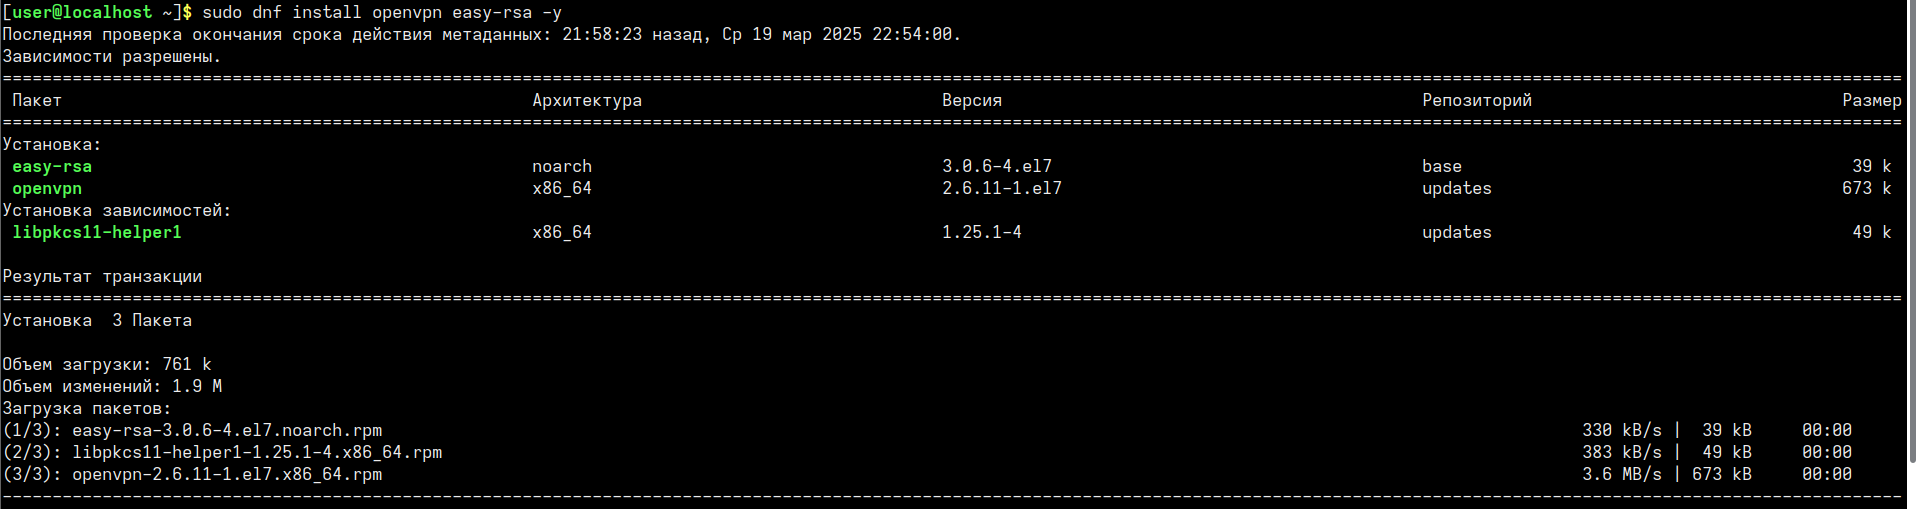 [user@localhost ~]$ sudo dnf install openvpn easy-rsa -y
Последняя проверка окончания срока действия метаданных: 21:58:23 назад, Ср 19 мар 2025 22:54:00.
Зависимости разрешены.
Пакет Архитектура Версия Репозиторий Размер
Установка:
easy-rsa noarch 3.0.6-4.el7 base 39 k
openvpn x86_64 2.6.11-1.el7 updates 673 k
Установка зависимостей:
libpkcs11-helper1 x86_64 1.25.1-4 updates 49 k
Результат транзакции
Установка 3 Пакета
Объем загрузки: 761 k
Объем изменений: 1.9 M
Загрузка пакетов:
(1/3): easy-rsa-3.0.6-4.el7.noarch.rpm 330 kB/s | 39 kB 00:00
(2/3): libpkcs11-helper1-1.25.1-4.x86_64.rpm 383 kB/s | 49 kB 00:00
(3/3): openvpn-2.6.11-1.el7.x86_64.rpm 3.6 MB/s | 673 kB 00:00